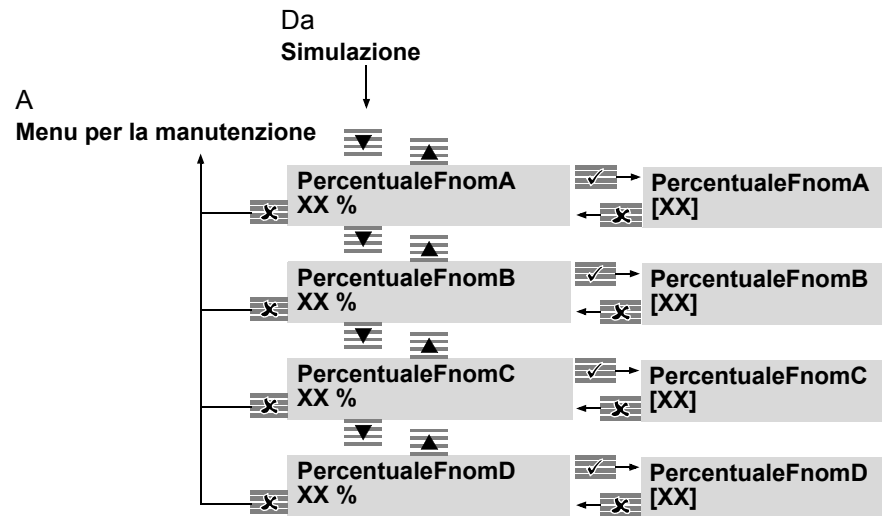 Da
Simulazione
A
Menu per la manutenzione
PercentualeFnomA
XX %
PercentualeFnomA
[XX]
PercentualeFnomB
XX %
PercentualeFnomB
[XX]
PercentualeFnomC
XX %
PercentualeFnomC
[XX]
PercentualeFnomD
XX %
PercentualeFnomD
[XX]